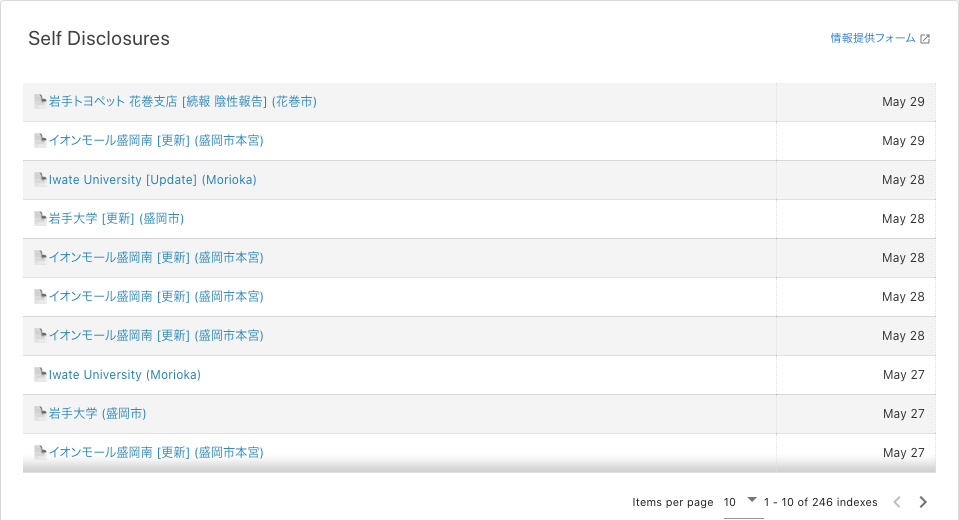 Self Disclosures
情報提供フォーム
岩手トヨペット 花巻支店 [続報 陰性報告] (花巻市) May 29
イオンモール盛岡南 [更新] (盛岡市本宮) May 29
Iwate University [Update] (Morioka) May 28
岩手大学 [更新] (盛岡市) May 28
イオンモール盛岡南 [更新] (盛岡市本宮) May 28
イオンモール盛岡南 [更新] (盛岡市本宮) May 28
イオンモール盛岡南 [更新] (盛岡市本宮) May 28
Iwate University (Morioka) May 27
岩手大学 (盛岡市) May 27
イオンモール盛岡南 [更新] (盛岡市本宮) May 27
Items per page 10 1 - 10 of 246 indexes